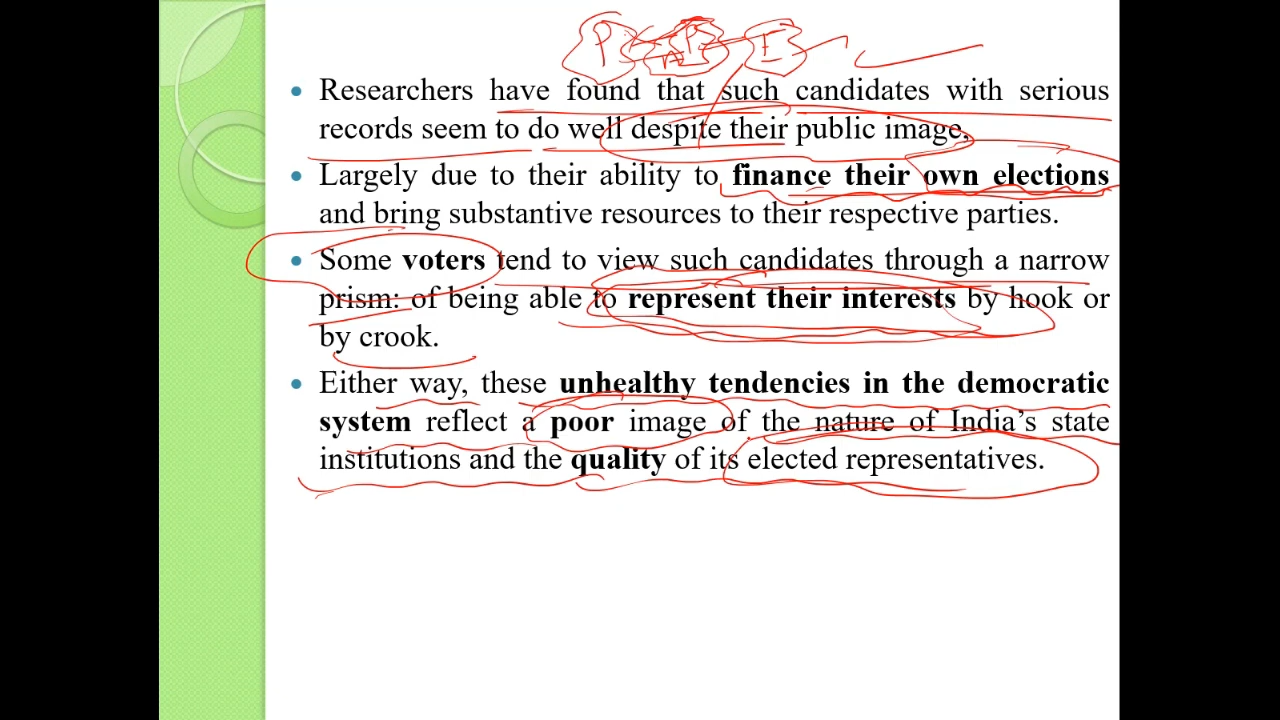 P A P E
Researchers have found that such candidates with serious
records seem to do well despite their public image,
Largely due to their ability to finance their own elections
and bring substantive resources to their respective parties.
Some voters tend to view such candidates through a narrow
prism: of being able to represent their interests by hook or
by crook.
Either way, these unhealthy tendencies in the democratic
system reflect a poor image of the nature of India’s state
institutions and the quality of its elected representatives.